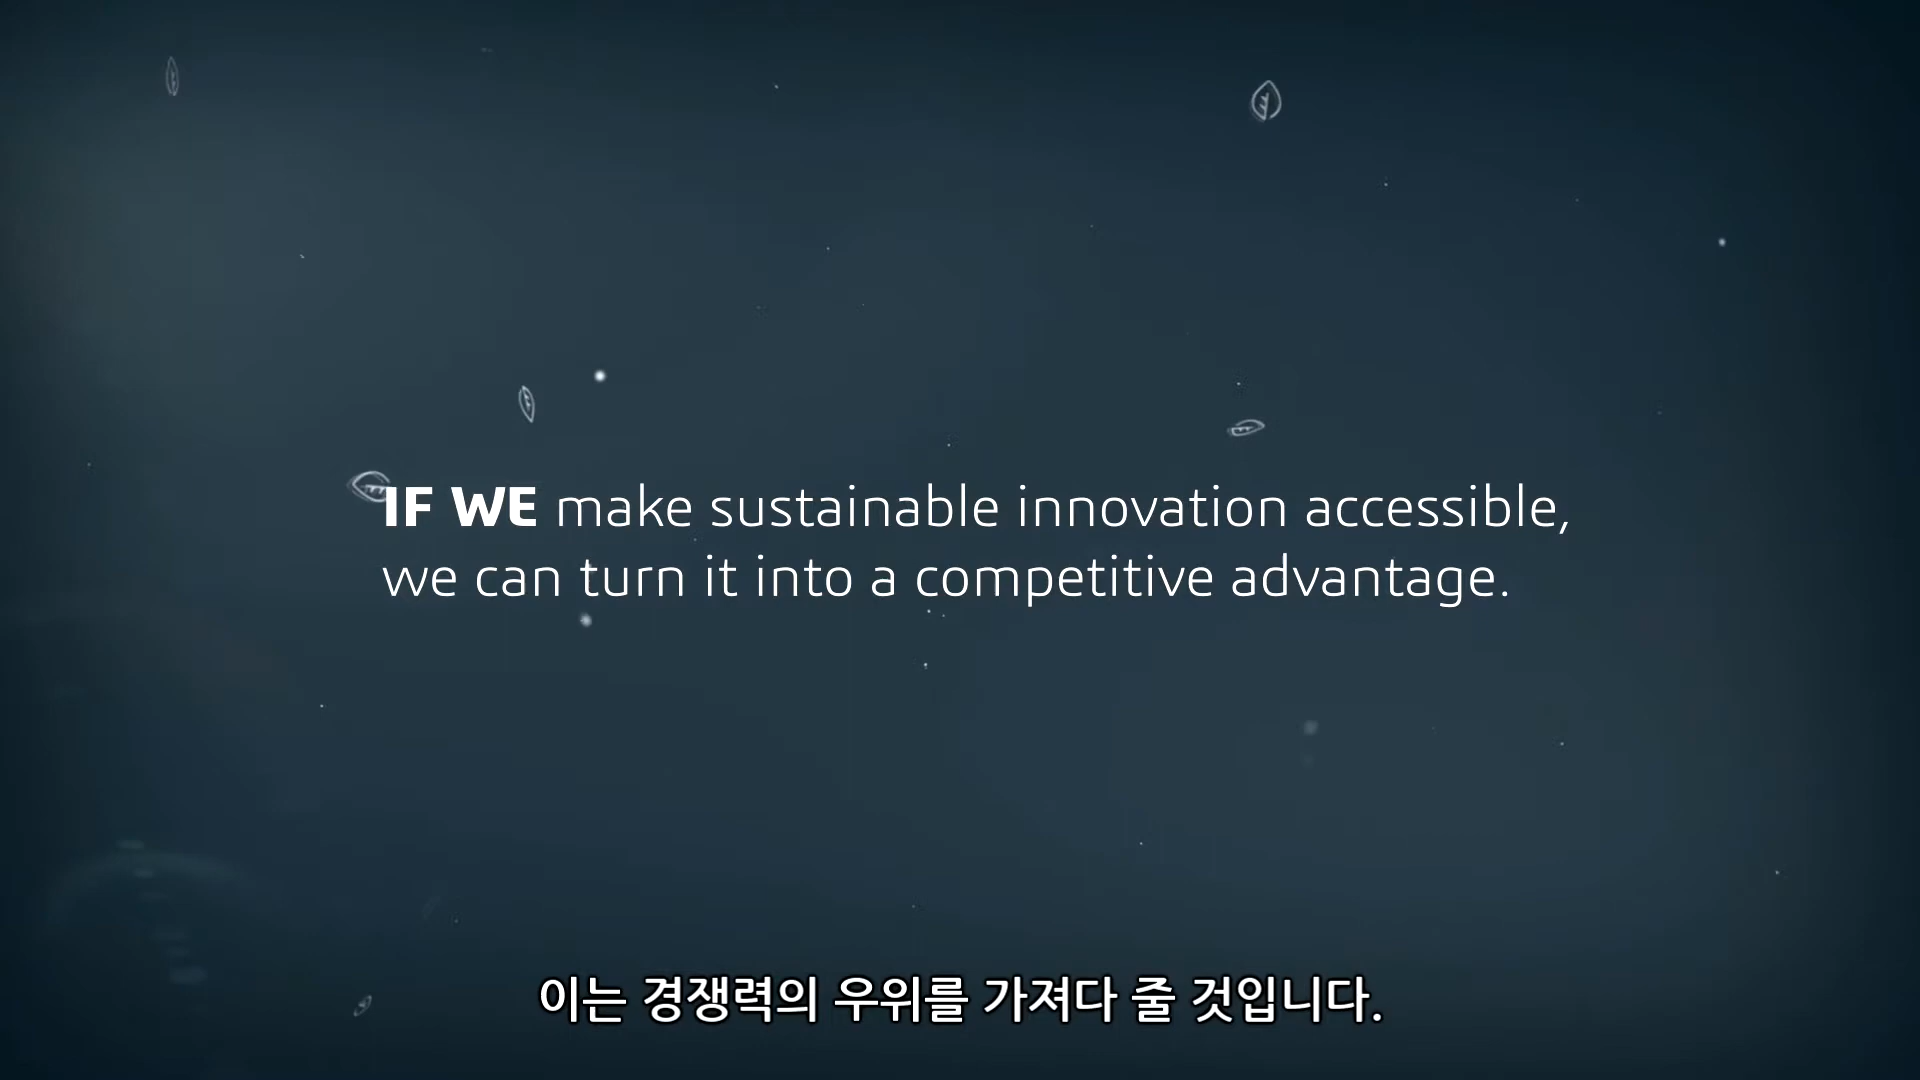 IF WE make sustainable innovation accessible,
we can turn it into a competitive advantage.
이는 경쟁력의 우위를 가져다 줄 것입니다.